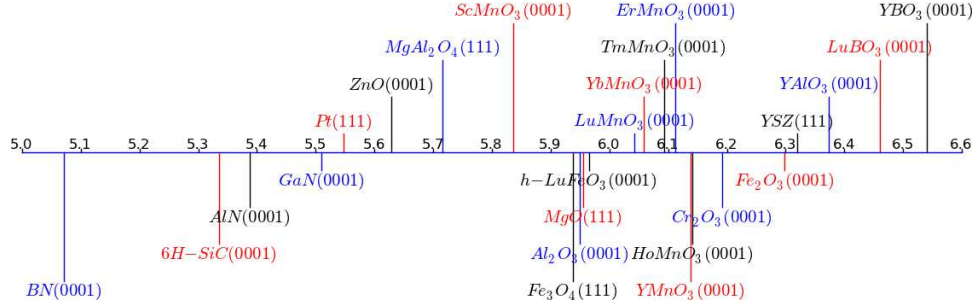 ScMnO₃(0001) ErMnO₃(0001) YBO₃(0001)
MgAl₂O₄(111) TmMnO₃(0001) LuBO₃(0001)
ZnO(0001) YbMnO₃(0001) YAlO₃(0001)
Pt(111) LuMnO₃(0001) YSZ(111)
5.0 5.1 5.2 5.3 5.4 5.5 5.6 5.7 5.8 5.9 6.0 6.1 6.2 6.3 6.4 6.5 6.6
GaN(0001) h−LuFeO₃(0001) Fe₂O₃(0001)
AlN(0001) MgO(111) Cr₂O₃(0001)
6H−SiC(0001) Al₂O₃(0001) HoMnO₃(0001)
BN(0001) Fe₃O₄(111) YMnO₃(0001)